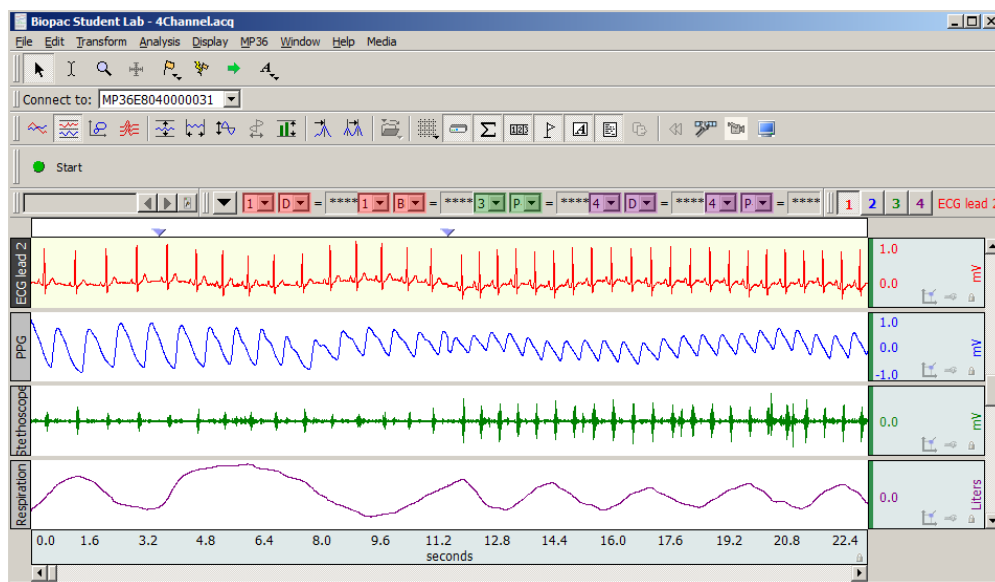 Biopac Student Lab - 4Channel.acq
File Edit Transform Analysis Display MP36 Window Help Media
Connect to: MP36E8040000031
Start
1 D = **** 1 B = **** 3 P = **** 4 D = **** 4 P = **** 1 2 3 4 ECG lead 2
ECG lead 2
1.0
0.0
mV
PPG
1.0
0.0
-1.0
mV
Stethoscope
0.0
mV
Respiration
0.0
Liters
0.0 1.6 3.2 4.8 6.4 8.0 9.6 11.2 12.8 14.4 16.0 17.6 19.2 20.8 22.4
seconds